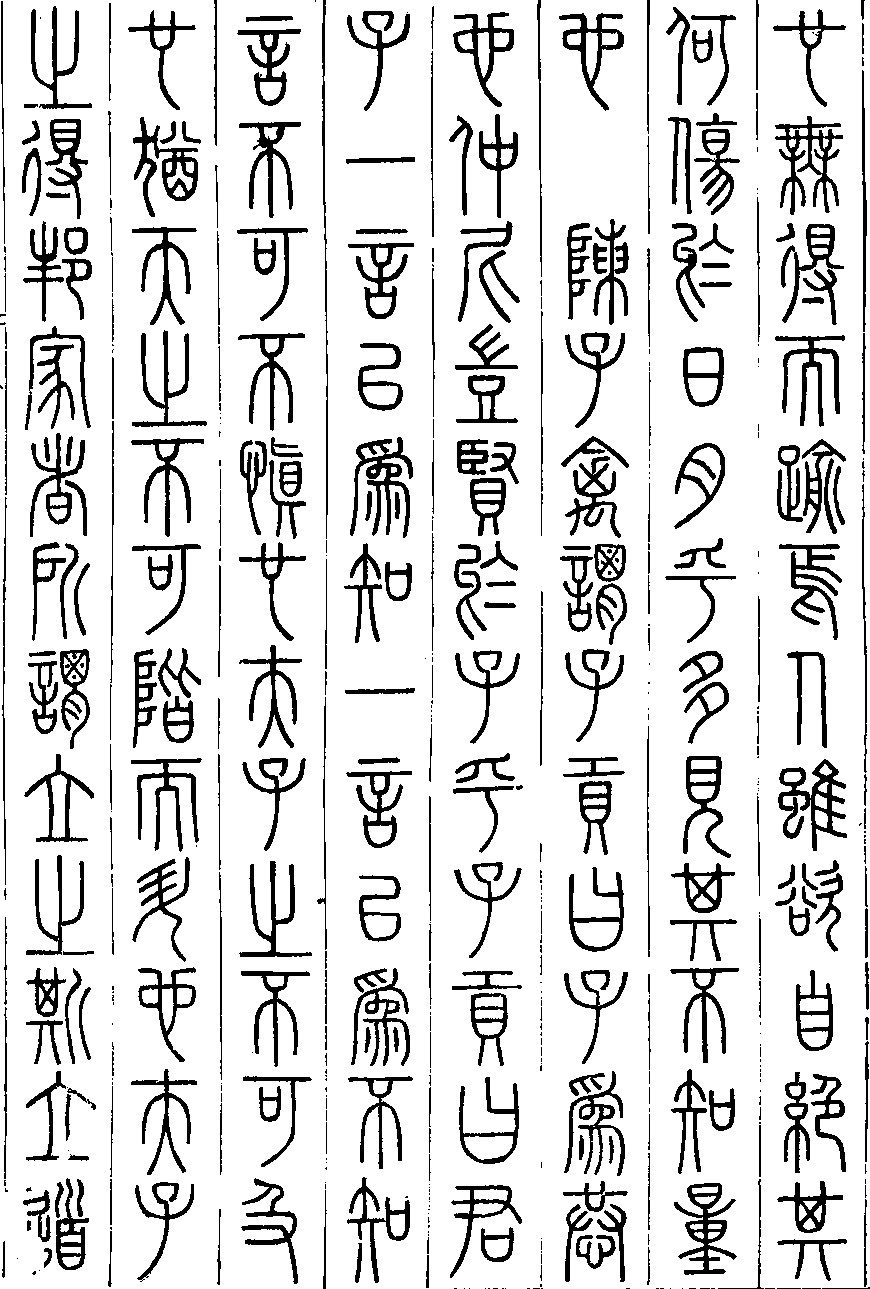 也無得而踰焉人雖欲自絕其
何傷於日月乎多見其不知量
也　陳子禽謂子貢曰子為恭
也仲尼豈賢於子乎子貢曰君
子一言以為知一言以為不知
言不可不慎也夫子之不可及
也猶天之不可階而升也夫子
之得邦家者所謂立之斯立道